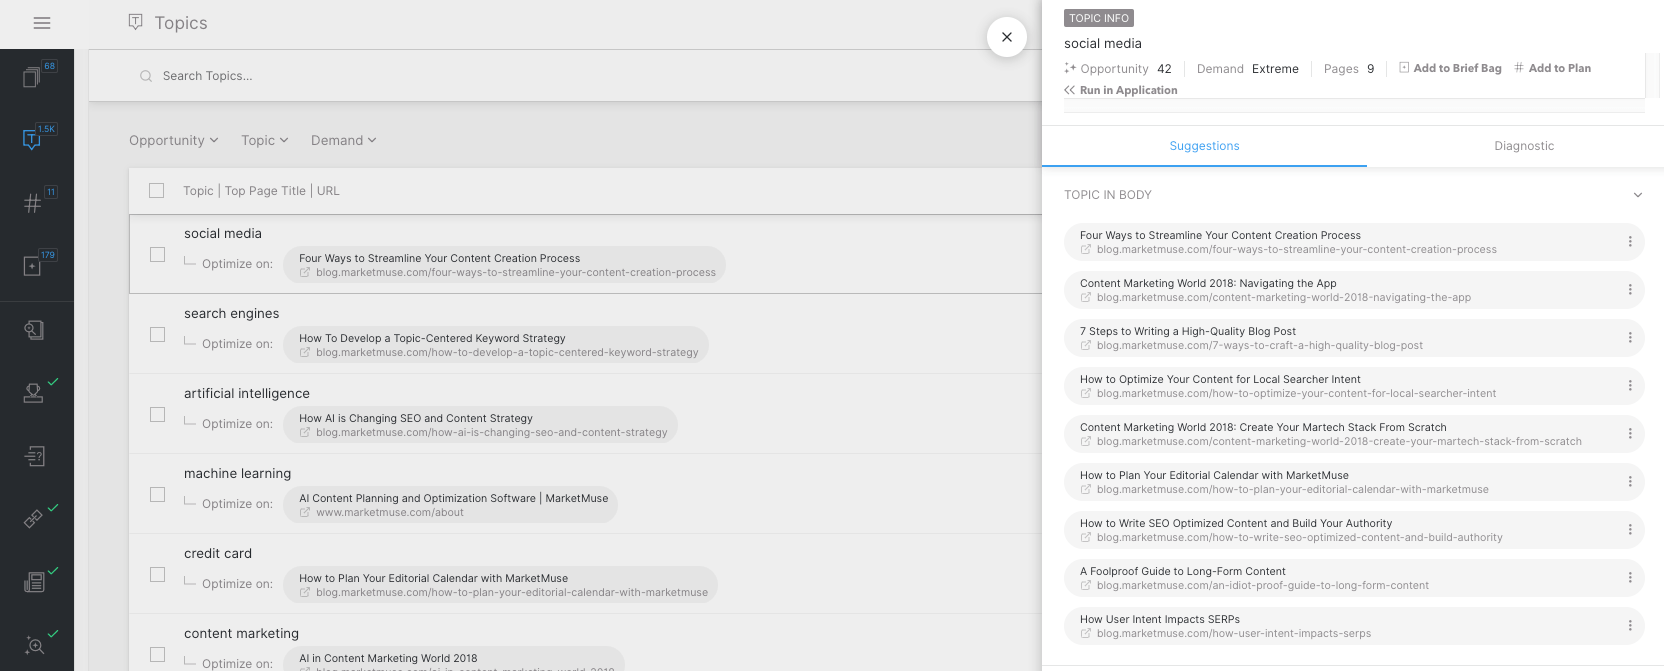 68
1.5K
11
179
Topics
Search Topics...
Opportunity Topic Demand
Topic | Top Page Title | URL
social media
Optimize on:
Four Ways to Streamline Your Content Creation Process
blog.marketmuse.com/four-ways-to-streamline-your-content-creation-process
search engines
Optimize on:
How To Develop a Topic-Centered Keyword Strategy
blog.marketmuse.com/how-to-develop-a-topic-centered-keyword-strategy
artificial intelligence
Optimize on:
How AI is Changing SEO and Content Strategy
blog.marketmuse.com/how-ai-is-changing-seo-and-content-strategy
machine learning
Optimize on:
AI Content Planning and Optimization Software | MarketMuse
www.marketmuse.com/about
credit card
Optimize on:
How to Plan Your Editorial Calendar with MarketMuse
blog.marketmuse.com/how-to-plan-your-editorial-calendar-with-marketmuse
content marketing
Optimize on:
AI in Content Marketing World 2018
TOPIC INFO
social media
Opportunity 42 Demand Extreme Pages 9 Add to Brief Bag # Add to Plan
Run in Application
Suggestions Diagnostic
TOPIC IN BODY
Four Ways to Streamline Your Content Creation Process
blog.marketmuse.com/four-ways-to-streamline-your-content-creation-process
Content Marketing World 2018: Navigating the App
blog.marketmuse.com/content-marketing-world-2018-navigating-the-app
7 Steps to Writing a High-Quality Blog Post
blog.marketmuse.com/7-ways-to-craft-a-high-quality-blog-post
How to Optimize Your Content for Local Searcher Intent
blog.marketmuse.com/how-to-optimize-your-content-for-local-searcher-intent
Content Marketing World 2018: Create Your Martech Stack From Scratch
blog.marketmuse.com/content-marketing-world-2018-create-your-martech-stack-from-scratch
How to Plan Your Editorial Calendar with MarketMuse
blog.marketmuse.com/how-to-plan-your-editorial-calendar-with-marketmuse
How to Write SEO Optimized Content and Build Your Authority
blog.marketmuse.com/how-to-write-seo-optimized-content-and-build-authority
A Foolproof Guide to Long-Form Content
blog.marketmuse.com/an-idiot-proof-guide-to-long-form-content
How User Intent Impacts SERPs
blog.marketmuse.com/how-user-intent-impacts-serps